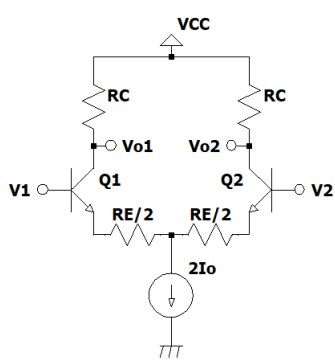 VCC
RC RC
Vo1 Vo2
Q1 Q2
V1 V2
RE/2 RE/2
2Io